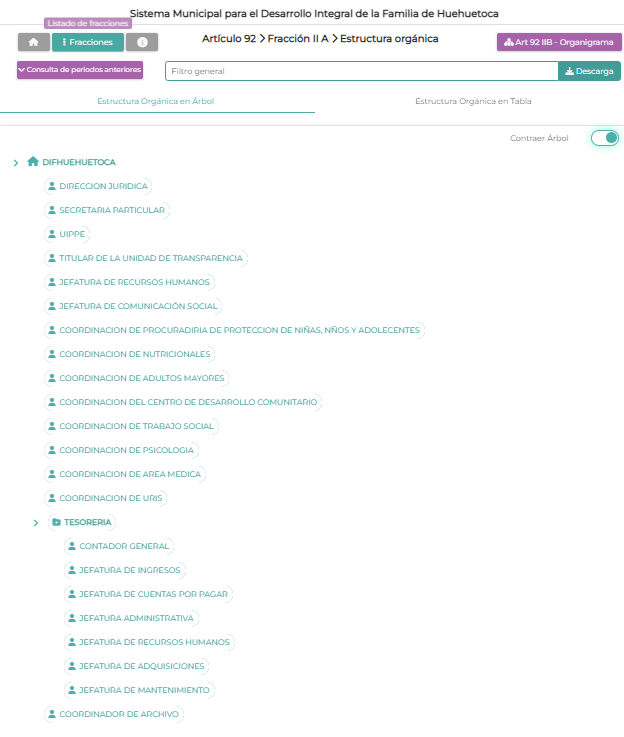 Sistema Municipal para el Desarrollo Integral de la Familia de Huehuetoca
Listado de fracciones
Fracciones
Artículo 92 > Fracción II A > Estructura orgánica
Art 92 IIB - Organigrama
Consulta de periodos anteriores
Filtro general
Descarga
Estructura Orgánica en Árbol
Estructura Orgánica en Tabla
Contraer Árbol
DIFHUEHUETOCA
DIRECCION JURIDICA
SECRETARIA PARTICULAR
UIPPE
TITULAR DE LA UNIDAD DE TRANSPARENCIA
JEFATURA DE RECURSOS HUMANOS
JEFATURA DE COMUNICACIÓN SOCIAL
COORDINACION DE PROCURADIRIA DE PROTECCION DE NIÑAS, NÑOS Y ADOLECENTES
COORDINACION DE NUTRICIONALES
COORDINACION DE ADULTOS MAYORES
COORDINACION DEL CENTRO DE DESARROLLO COMUNITARIO
COORDINACION DE TRABAJO SOCIAL
COORDINACION DE PSICOLOGIA
COORDINACION DE AREA MEDICA
COORDINACION DE URIS
TESORERIA
CONTADOR GENERAL
JEFATURA DE INGRESOS
JEFATURA DE CUENTAS POR PAGAR
JEFATURA ADMINISTRATIVA
JEFATURA DE RECURSOS HUMANOS
JEFATURA DE ADQUISICIONES
JEFATURA DE MANTENIMIENTO
COORDINADOR DE ARCHIVO